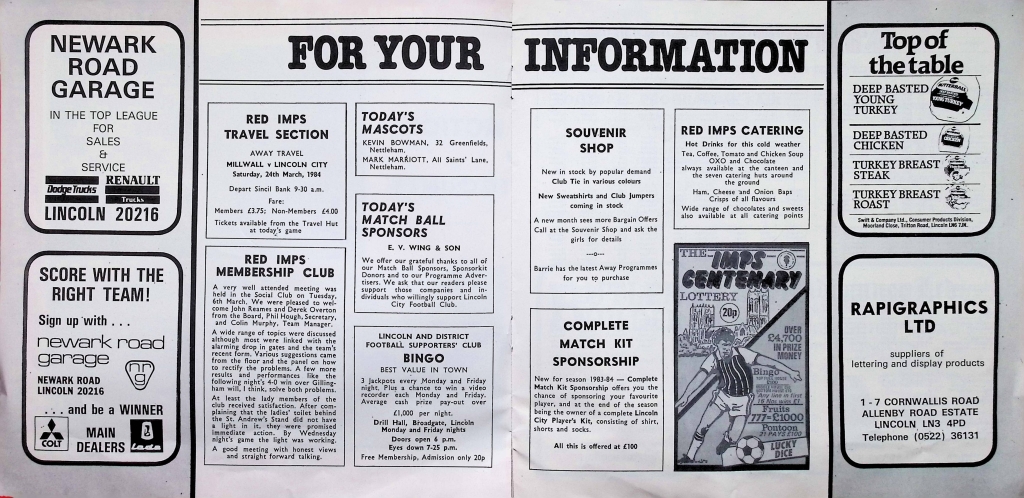 NEWARK
ROAD
GARAGE
IN THE TOP LEAGUE
FOR
SALES
&
SERVICE
Dodge Trucks
RENAULT
Trucks
LINCOLN 20216
SCORE WITH THE
RIGHT TEAM!
Sign up with . . .
newark road
garage
nrg
NEWARK ROAD
LINCOLN 20216
. . . and be a WINNER
COLT
MAIN
DEALERS
LADA
FOR YOUR INFORMATION
RED IMPS
TRAVEL SECTION
AWAY TRAVEL
MILLWALL v LINCOLN CITY
Saturday, 24th March, 1984
Depart Sincil Bank 9-30 a.m.
Fare:
Members £3.75; Non-Members £4.00
Tickets available from the Travel Hut
at today's game
RED IMPS
MEMBERSHIP CLUB
A very well attended meeting was
held in the Social Club on Tuesday,
6th March. We were pleased to wel-
come John Reames and Derek Overton
from the Board, Phil Hough, Secretary,
and Colin Murphy, Team Manager.
A wide range of topics were discussed
although most were linked with the
alarming drop in gates and the team's
recent form. Various suggestions came
from the floor and the panel on how
to rectify the problems. A few more
results and performances like the
following night's 4-0 win over Gilling-
ham will, I think, solve both problems.
At least the lady members of the
club received satisfaction. After com-
plaining that the ladies' toilet behind
the St. Andrew's Stand did not have
a light in it, they were promised
immediate action. By Wednesday
night's game the light was working.
A good meeting with honest views
and straight forward talking.
TODAY'S
MASCOTS
KEVIN BOWMAN, 32 Greenfields,
Nettleham.
MARK MARRIOTT, All Saints' Lane,
Nettleham.
TODAY'S
MATCH BALL
SPONSORS
E. V. WING & SON
We offer our grateful thanks to all of
our Match Ball Sponsors, Sponsorkit
Donors and to our Programme Adver-
tisers. We ask that our readers please
support those companies and in-
dividuals who willingly support Lincoln
City Football Club.
LINCOLN AND DISTRICT
FOOTBALL SUPPORTERS' CLUB
BINGO
BEST VALUE IN TOWN
3 Jackpots every Monday and Friday
night. Plus a chance to win a video
recorder each Monday and Friday.
Average cash prize pay-out over
£1,000 per night.
Drill Hall, Broadgate, Lincoln
Monday and Friday nights
Doors open 6 p.m.
Eyes down 7-25 p.m.
Free Membership, Admission only 20p
SOUVENIR
SHOP
New in stock by popular demand
Club Tie in various colours
New Sweatshirts and Club Jumpers
coming in stock
A new month sees more Bargain Offers
Call at the Souvenir Shop and ask the
girls for details
---o---
Barrie has the latest Away Programmes
for you to purchase
COMPLETE
MATCH KIT
SPONSORSHIP
New for season 1983-84 — Complete
Match Kit Sponsorship offers you the
chance of sponsoring your favourite
player, and at the end of the season
being the owner of a complete Lincoln
City Player's Kit, consisting of shirt,
shorts and socks.
All this is offered at £100
RED IMPS CATERING
Hot Drinks for this cold weather
Tea, Coffee, Tomato and Chicken Soup
OXO and Chocolate
always available at the canteen and
the seven catering huts around
the ground
Ham, Cheese and Onion Baps
Crisps of all flavours
Wide range of chocolates and sweets
also available at all catering points
THE IMPS
CENTENARY
LOTTERY
20p
OVER
£4,700
IN PRIZE
MONEY
Bingo
Fruits
777=£1000
Pontoon
21 PAYS £100
LUCKY
DICE
Top of
the table
DEEP BASTED
YOUNG
TURKEY
BUTTERBALL
YOUNG TURKEY
DEEP BASTED
CHICKEN
TURKEY BREAST
STEAK
TURKEY BREAST
ROAST
Swift & Company Ltd., Consumer Products Division,
Moorland Close, Tritton Road, Lincoln LN6 7JN.
RAPIGRAPHICS
LTD
suppliers of
lettering and display products
1 - 7 CORNWALLIS ROAD
ALLENBY ROAD ESTATE
LINCOLN LN3 4PD
Telephone (0522) 36131